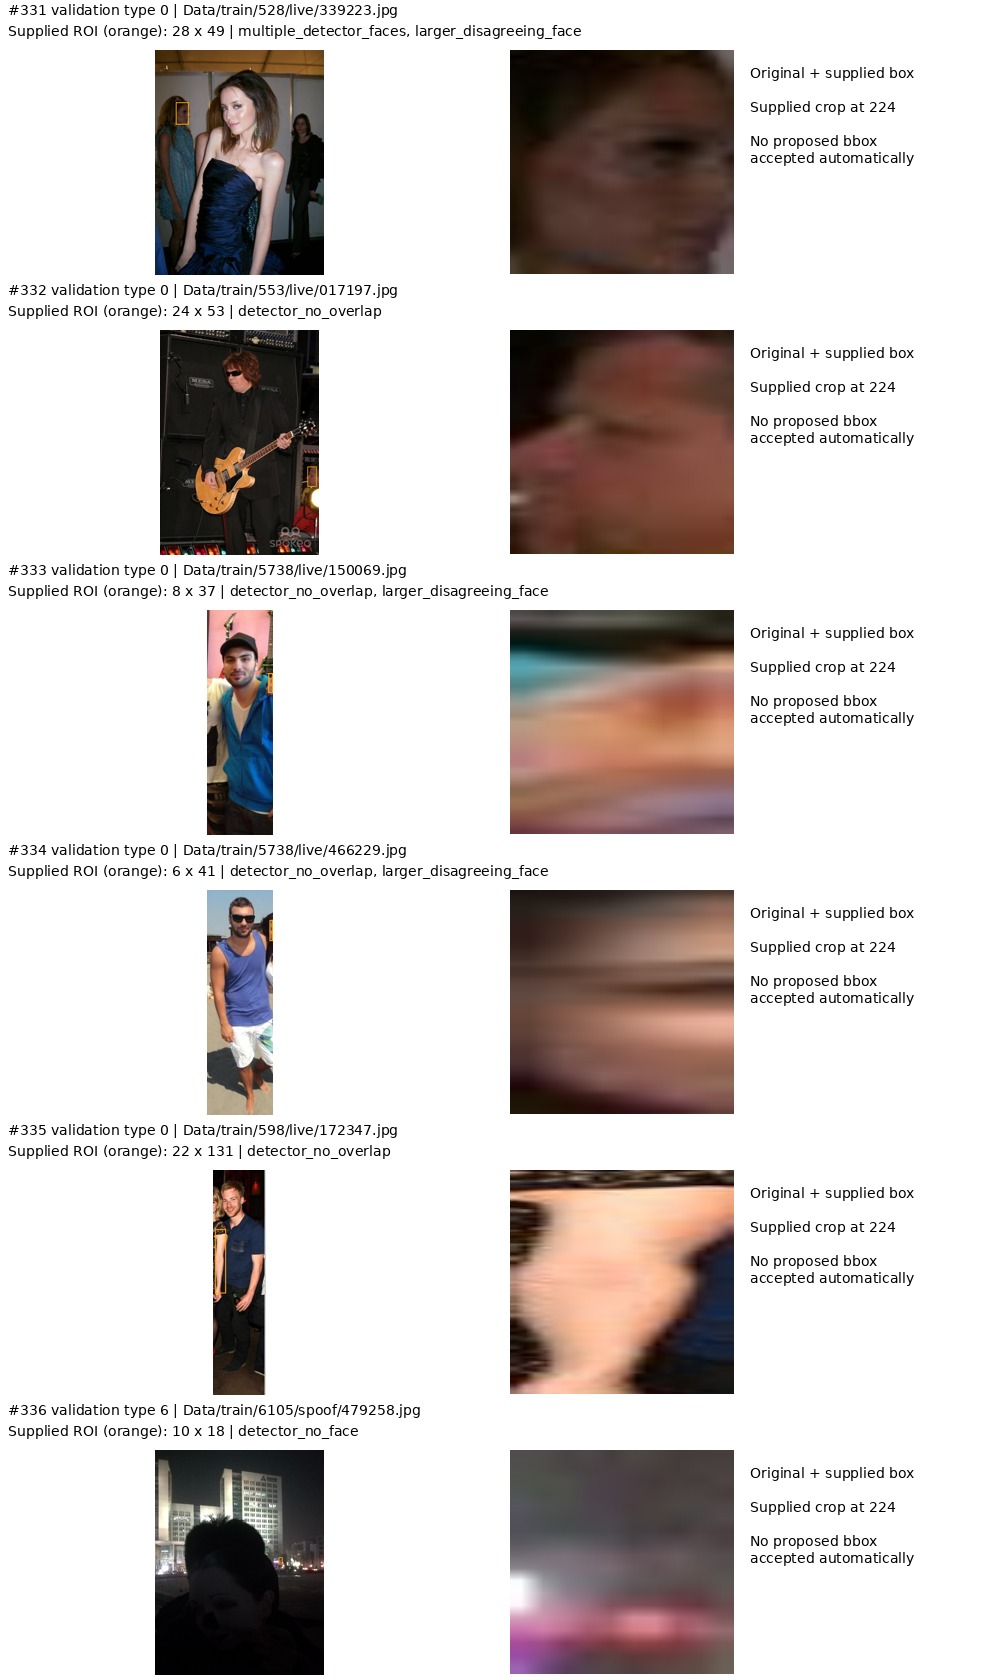 #331 validation type 0 | Data/train/528/live/339223.jpg
Supplied ROI (orange): 28 x 49 | multiple_detector_faces, larger_disagreeing_face
Original + supplied box
Supplied crop at 224
No proposed bbox
accepted automatically
#332 validation type 0 | Data/train/553/live/017197.jpg
Supplied ROI (orange): 24 x 53 | detector_no_overlap
Original + supplied box
Supplied crop at 224
No proposed bbox
accepted automatically
MESA
SPOKEO
#333 validation type 0 | Data/train/5738/live/150069.jpg
Supplied ROI (orange): 8 x 37 | detector_no_overlap, larger_disagreeing_face
Original + supplied box
Supplied crop at 224
No proposed bbox
accepted automatically
#334 validation type 0 | Data/train/5738/live/466229.jpg
Supplied ROI (orange): 6 x 41 | detector_no_overlap, larger_disagreeing_face
Original + supplied box
Supplied crop at 224
No proposed bbox
accepted automatically
#335 validation type 0 | Data/train/598/live/172347.jpg
Supplied ROI (orange): 22 x 131 | detector_no_overlap
Original + supplied box
Supplied crop at 224
No proposed bbox
accepted automatically
#336 validation type 6 | Data/train/6105/spoof/479258.jpg
Supplied ROI (orange): 10 x 18 | detector_no_face
Original + supplied box
Supplied crop at 224
No proposed bbox
accepted automatically